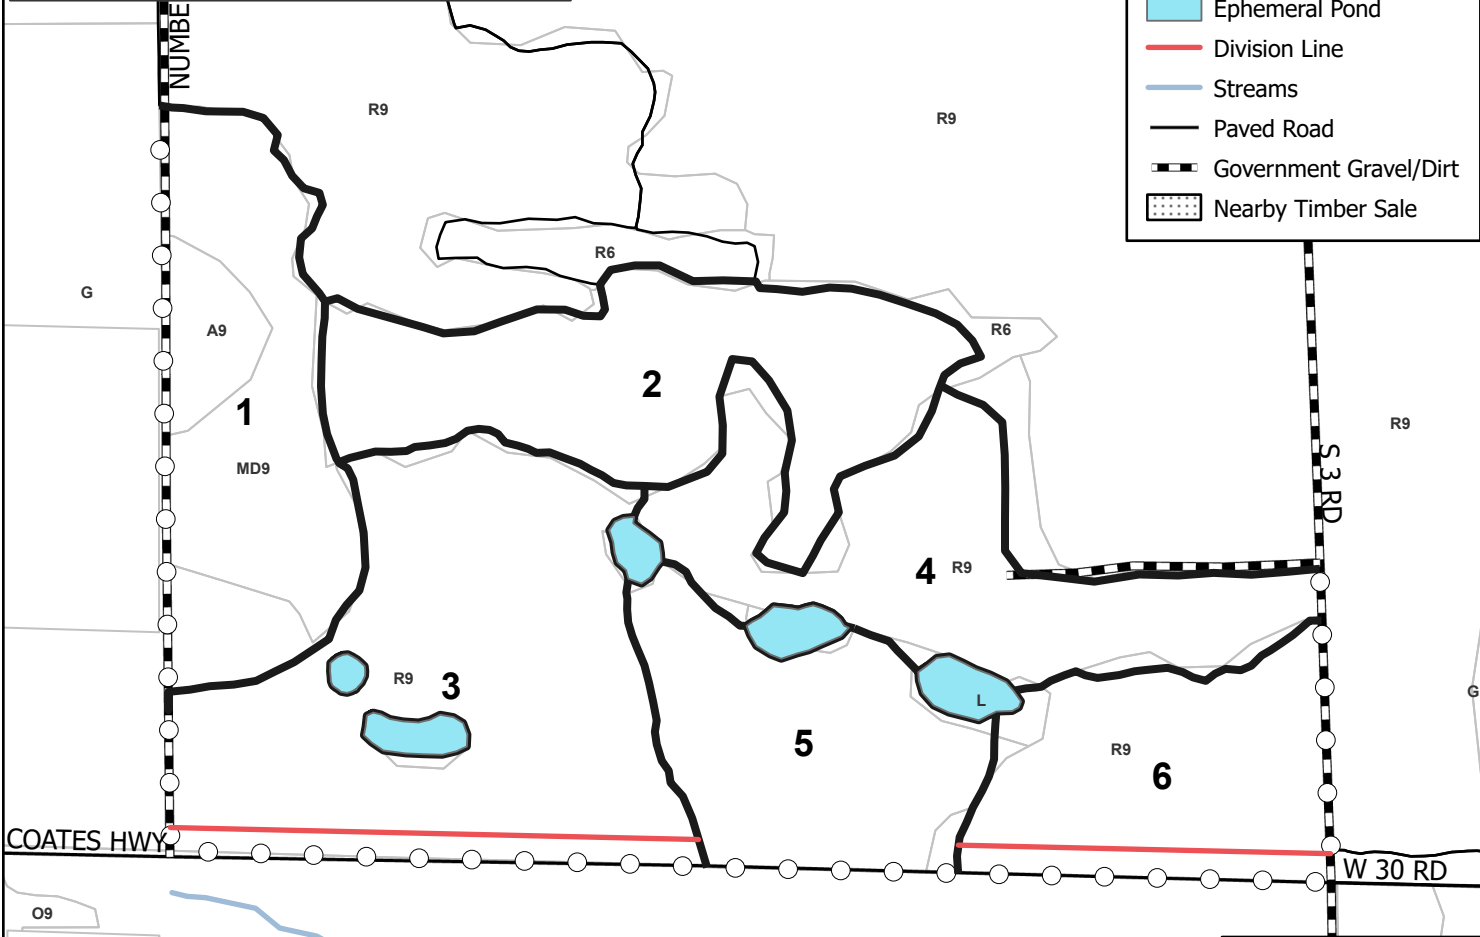 NUMBE
Ephemeral Pond
Division Line
Streams
Paved Road
Government Gravel/Dirt
Nearby Timber Sale
R9
R9
R6
G
A9
R6
2
1
R9
MD9
S 3 RD
4
R9
R9
3
L
G
5
R9
6
COATES HWY
W 30 RD
O9